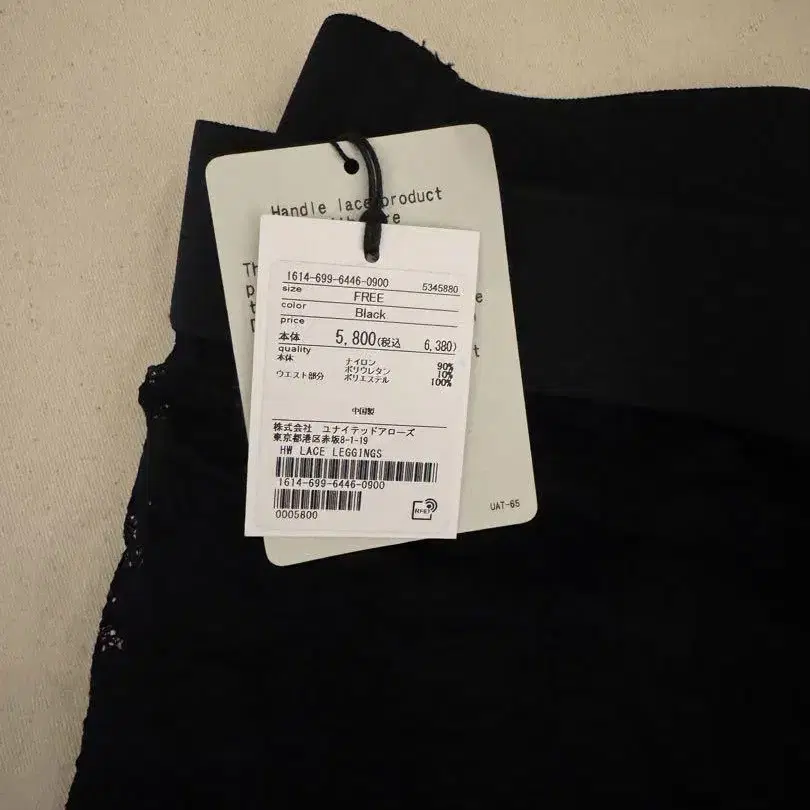 Handle lace product
1614-699-6446-0900 5345880
size FREE
color Black
price
本体 5,800(税込 6,380)
quality
本体 ナイロン 90%
ポリウレタン 10%
ウエスト部分 ポリエステル 100%
中国製
株式会社 ユナイテッドアローズ
東京都港区赤坂8-1-19
HW LACE LEGGINGS
1614-699-6446-0900
0005800
RFID
UAT-65